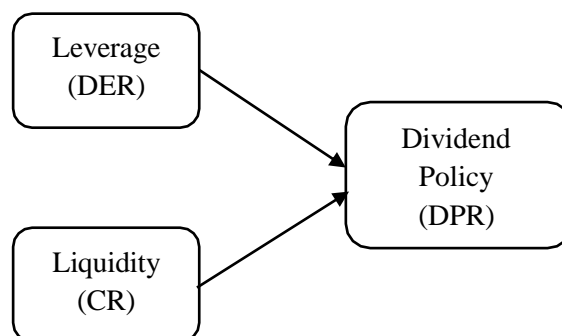 Leverage
(DER)
Dividend
Policy
(DPR)
Liquidity
(CR)